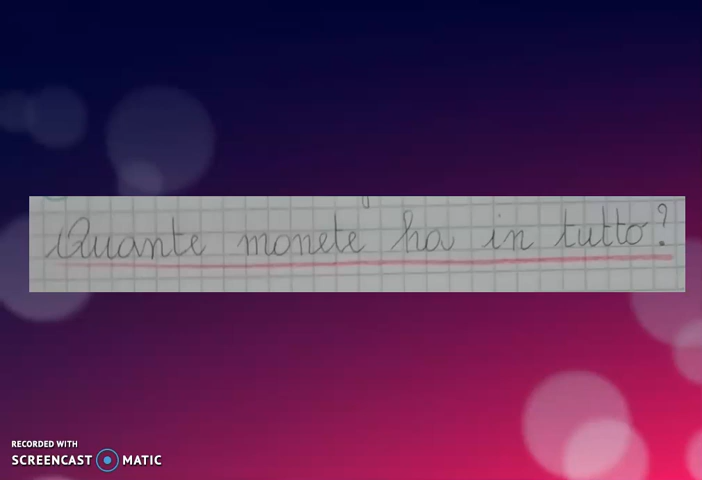 Quante monete ha in tutto?
RECORDED WITH
SCREENCAST MATIC